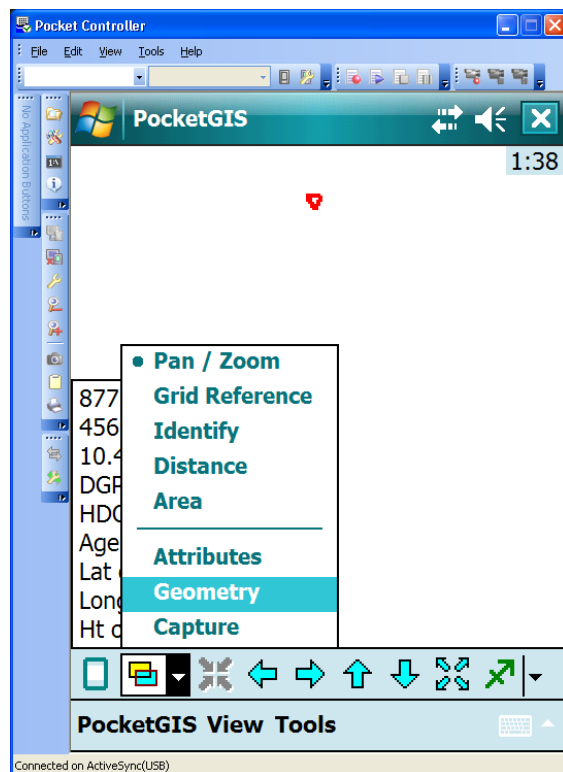 Pocket Controller
File Edit View Tools Help
No Application Buttons
PocketGIS
1:38
Pan / Zoom
877
Grid Reference
456
Identify
10.4
Distance
DGP
Area
HDO
Age
Attributes
Lat
Geometry
Long
Capture
Ht
PocketGIS View Tools
Connected on ActiveSync(USB)